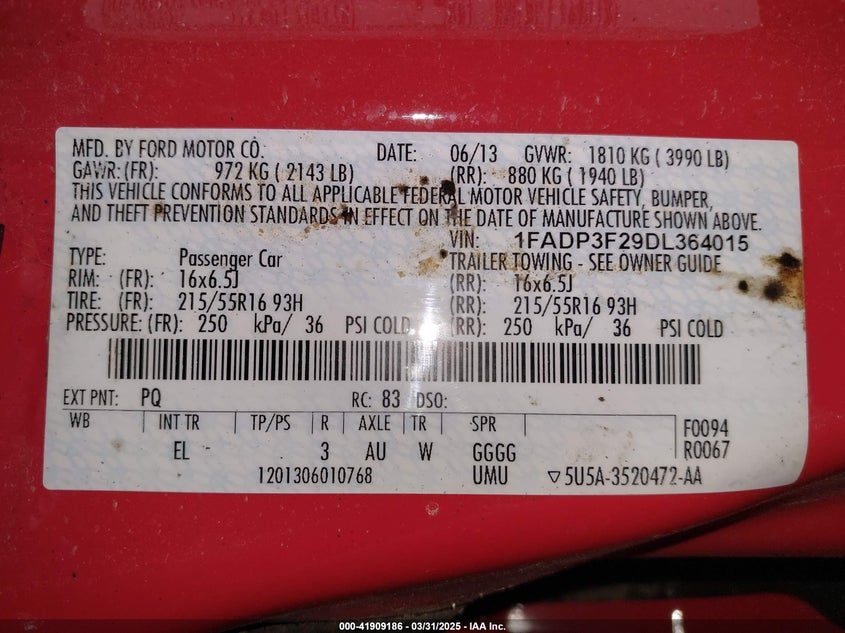 MFD. BY FORD MOTOR CO. DATE: 06/13 GVWR: 1810 KG ( 3990 LB)
GAWR: (FR): 972 KG ( 2143 LB) (RR): 880 KG ( 1940 LB)
THIS VEHICLE CONFORMS TO ALL APPLICABLE FEDERAL MOTOR VEHICLE SAFETY, BUMPER,
AND THEFT PREVENTION STANDARDS IN EFFECT ON THE DATE OF MANUFACTURE SHOWN ABOVE.
VIN: 1FADP3F29DL364015
TYPE: Passenger Car TRAILER TOWING - SEE OWNER GUIDE
RIM: (FR): 16x6.5J (RR): 16x6.5J
TIRE: (FR): 215/55R16 93H (RR): 215/55R16 93H
PRESSURE: (FR): 250 kPa/ 36 PSI COLD (RR): 250 kPa/ 36 PSI COLD
EXT PNT: PQ RC: 83 DSO:
WB INT TR TP/PS R AXLE TR SPR F0094
EL 3 AU W GGGG R0067
1201306010768 UMU ▽5U5A-3520472-AA
000-41909186 - 03/31/2025 - IAA Inc.